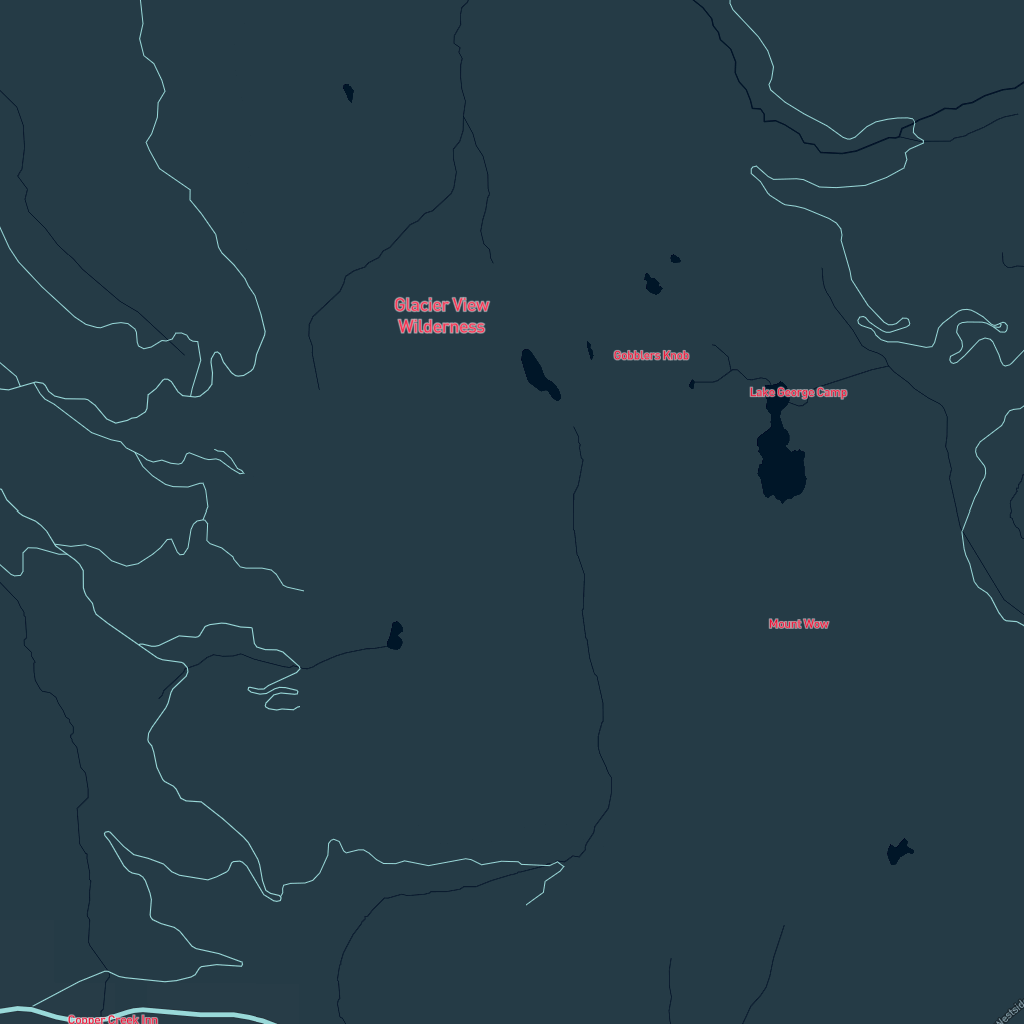 Glacier View
Wilderness
Gobblers Knob
Lake George Camp
Mount Wow
Copper Creek Inn